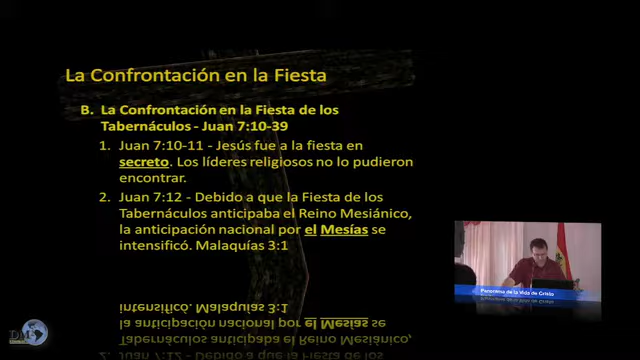 La Confrontación en la Fiesta
B. La Confrontación en la Fiesta de los
Tabernáculos - Juan 7:10-39
1. Juan 7:10-11 - Jesús fue a la fiesta en
secreto. Los líderes religiosos no lo pudieron
encontrar.
2. Juan 7:12 - Debido a que la Fiesta de los
Tabernáculos anticipaba el Reino Mesiánico,
la anticipación nacional por el Mesías se
intensificó. Malaquías 3:1
Panorama de la Vida de Cristo
DM